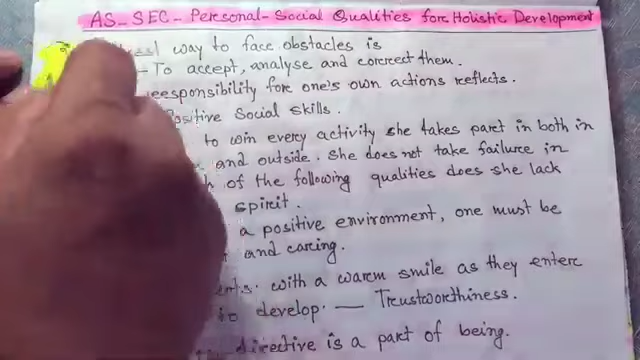 AS-SEC- Personal-Social Qualities for Holistic Development
way to face obstacles is
- To accept, analyse and correct them.
responsibility for one's own actions reflects.
Positive Social skills.
to win every activity she takes part in both in
and outside. She does not take failure in
of the following qualities does she lack
spirit.
a positive environment, one must be
and caring.
with a warm smile as they enter
to develop. — Trustworthiness.
directive is a part of being.